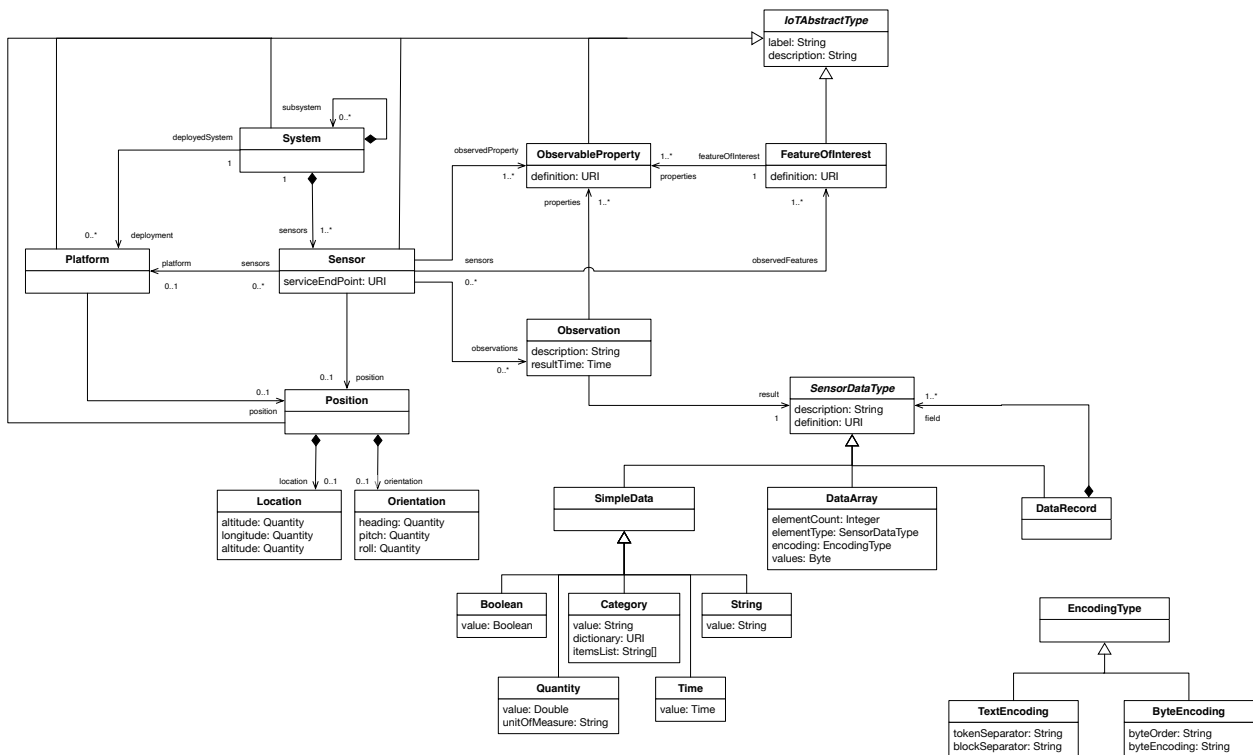 IoTAbstractType
label: String
description: String
subsystem
0..*
deployedSystem
System
1
1
observedProperty
1..*
ObservableProperty
definition: URI
1..*
featureOfInterest
properties
1
FeatureOfInterest
definition: URI
properties
1..*
1..*
0..*
deployment
sensors
1..*
Platform
platform
0..1
sensors
0..*
Sensor
serviceEndPoint: URI
sensors
0..*
observedFeatures
Observation
description: String
resultTime: Time
observations
0..*
0..1
position
0..1
position
Position
result
1
SensorDataType
description: String
definition: URI
1..*
field
location
0..1
0..1
orientation
Location
altitude: Quantity
longitude: Quantity
altitude: Quantity
Orientation
heading: Quantity
pitch: Quantity
roll: Quantity
SimpleData
DataArray
elementCount: Integer
elementType: SensorDataType
encoding: EncodingType
values: Byte
DataRecord
Boolean
value: Boolean
Category
value: String
dictionary: URI
itemsList: String[]
String
value: String
EncodingType
Quantity
value: Double
unitOfMeasure: String
Time
value: Time
TextEncoding
tokenSeparator: String
blockSeparator: String
ByteEncoding
byteOrder: String
byteEncoding: String